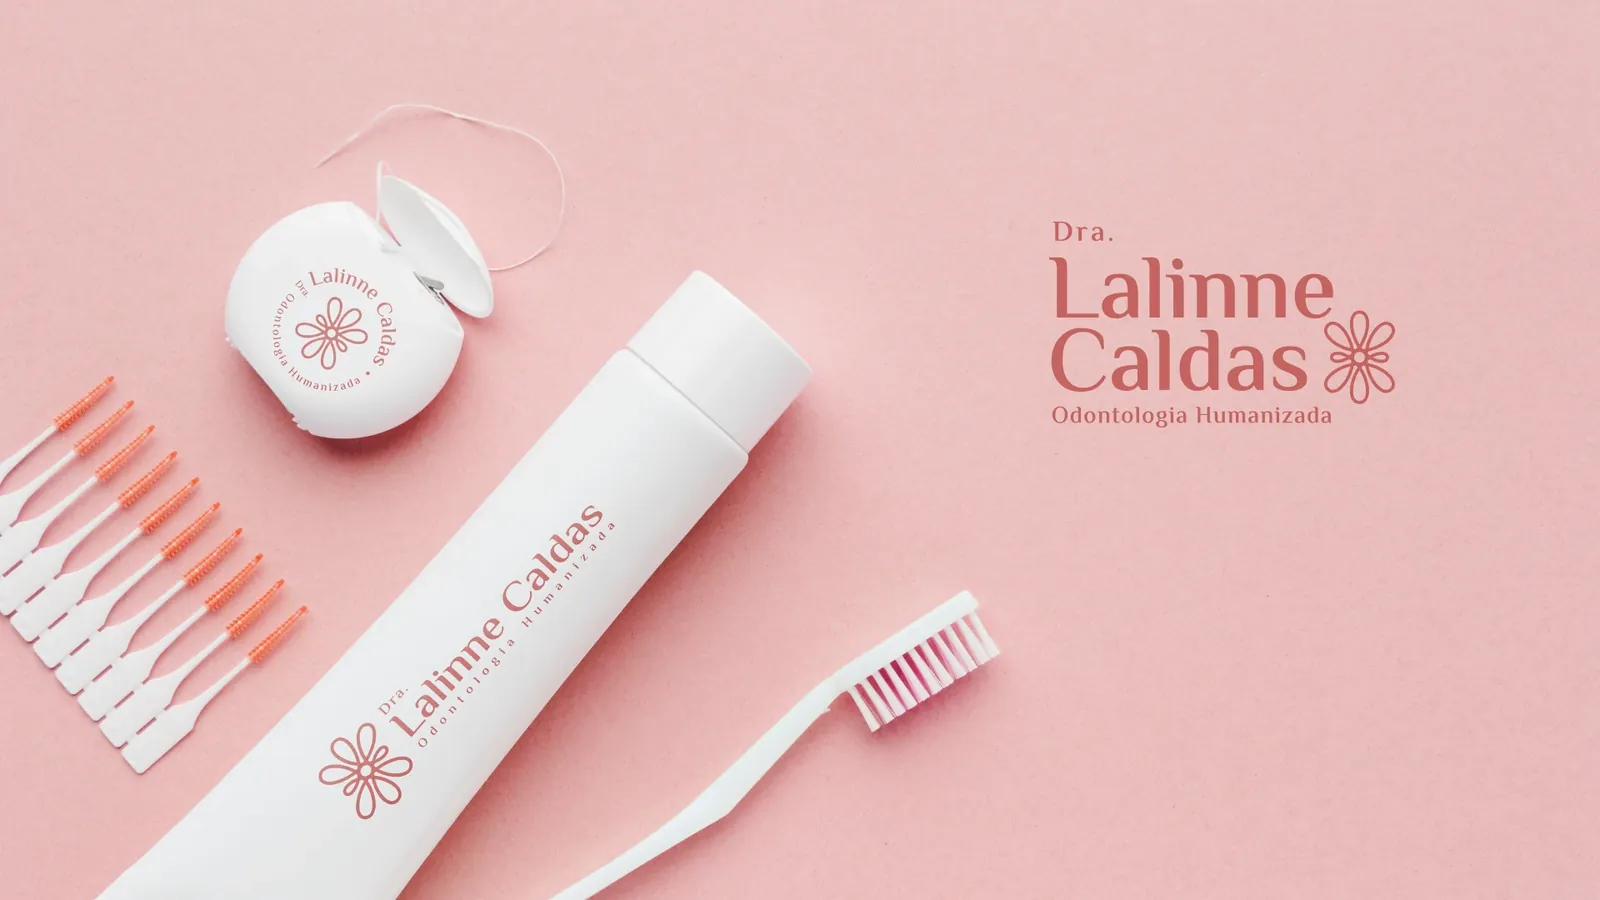 Dra. Lalinne Caldas •
Odontologia Humanizada
Dra.
Lalinne Caldas
Odontologia Humanizada
Dra.
Lalinne
Caldas
Odontologia Humanizada